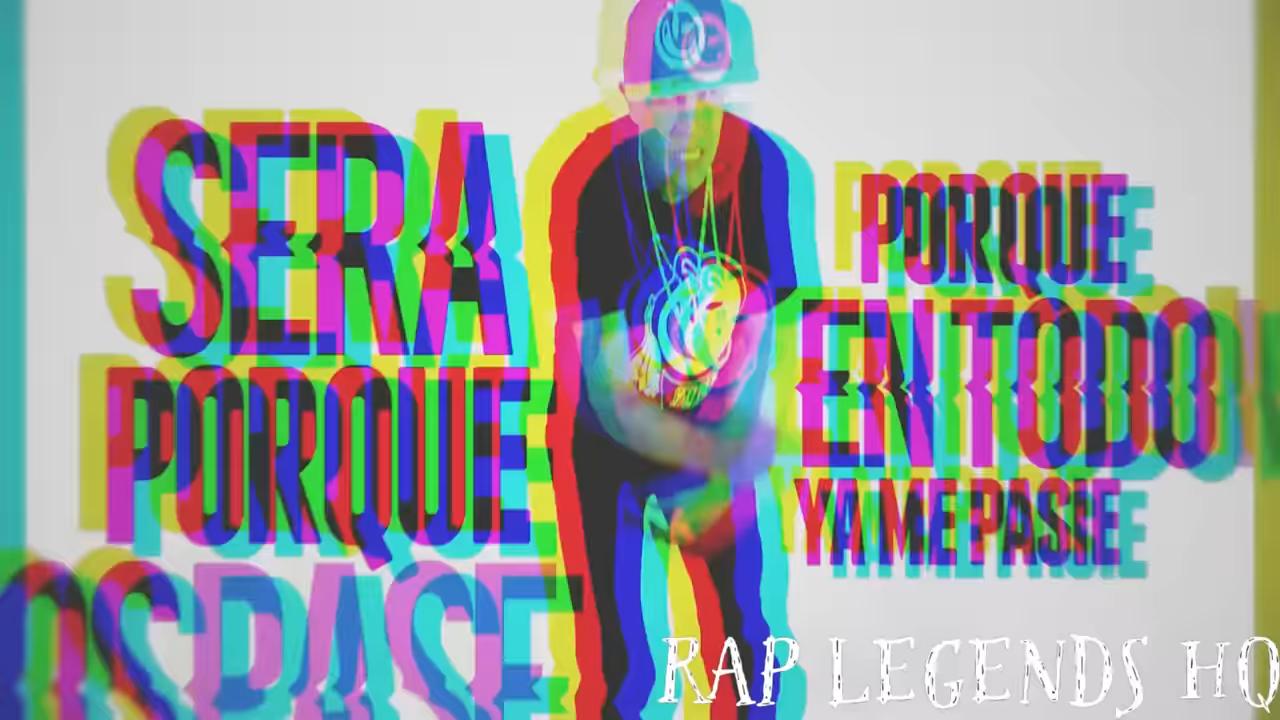 SERA
PORQUE
OS PASE
PORQUE
EN TODO
YA ME PASE
RAP LEGENDS HQ